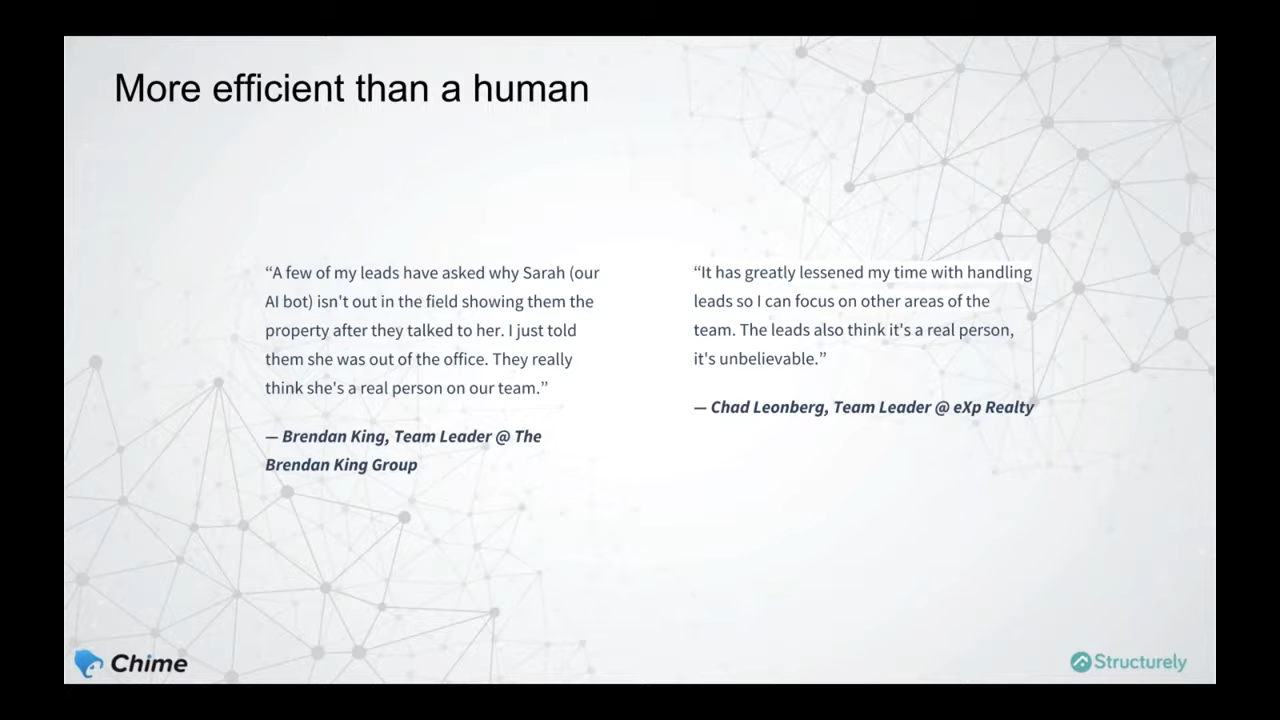 More efficient than a human
“A few of my leads have asked why Sarah (our
AI bot) isn't out in the field showing them the
property after they talked to her. I just told
them she was out of the office. They really
think she's a real person on our team.”
— Brendan King, Team Leader @ The
Brendan King Group
“It has greatly lessened my time with handling
leads so I can focus on other areas of the
team. The leads also think it's a real person,
it's unbelievable.”
— Chad Leonberg, Team Leader @ eXp Realty
Chime
Structurely